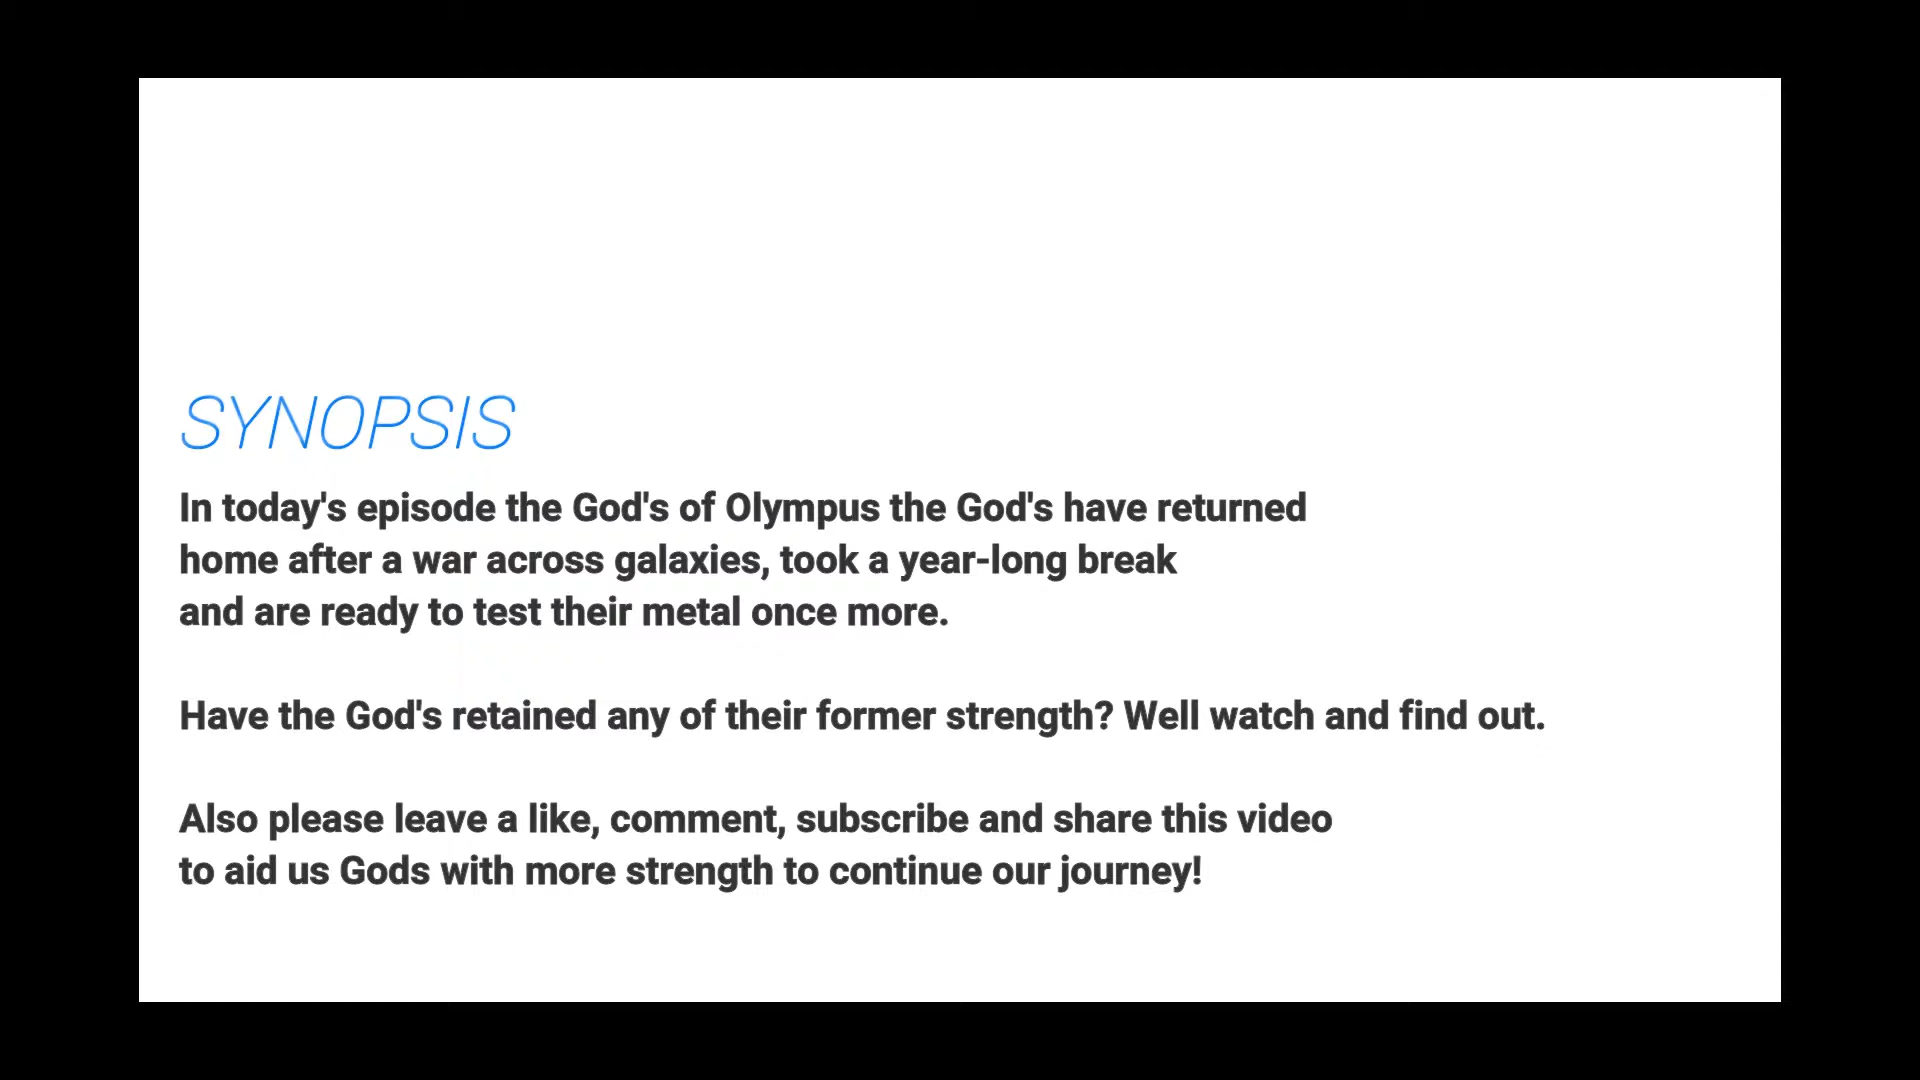 SYNOPSIS
In today's episode the God's of Olympus the God's have returned
home after a war across galaxies, took a year-long break
and are ready to test their metal once more.
Have the God's retained any of their former strength? Well watch and find out.
Also please leave a like, comment, subscribe and share this video
to aid us Gods with more strength to continue our journey!